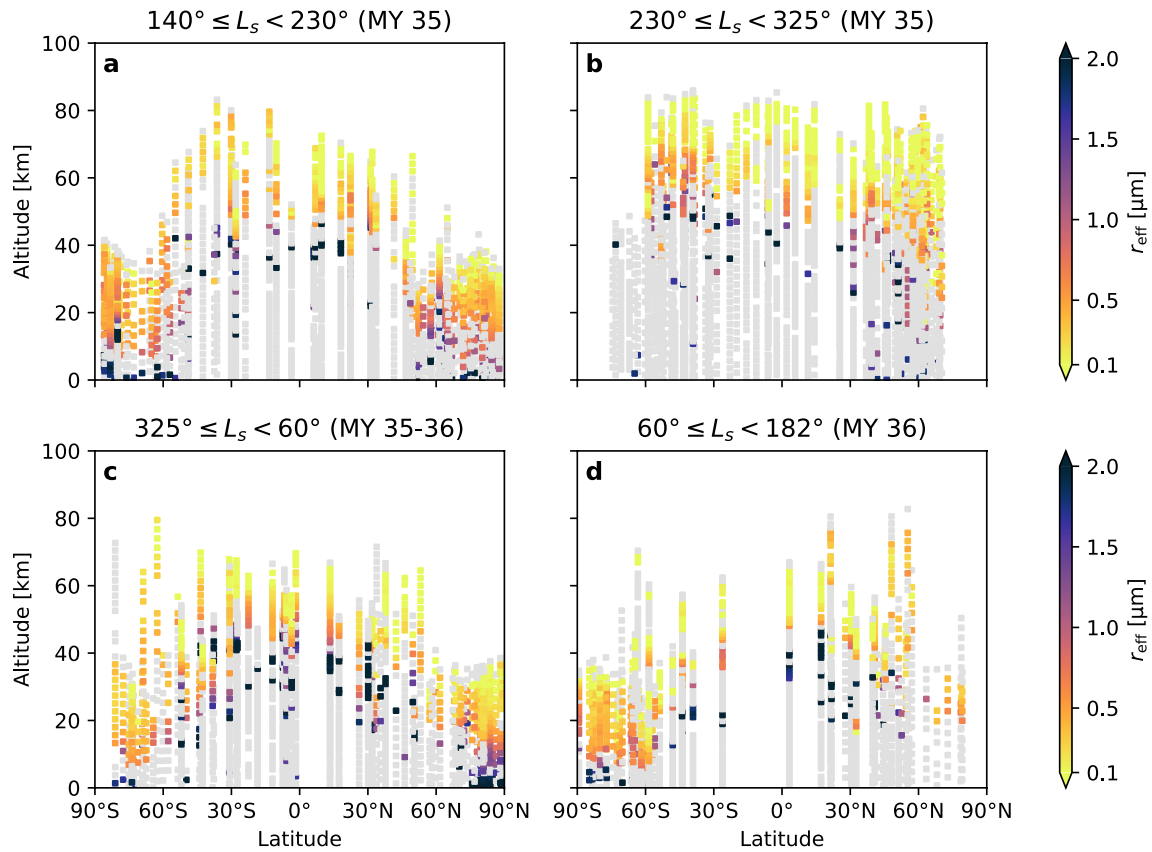 140° ≤ Ls < 230° (MY 35)
230° ≤ Ls < 325° (MY 35)
a
b
100
80
60
40
20
0
Altitude [km]
2.0
1.5
1.0
0.5
0.1
reff [µm]
325° ≤ Ls < 60° (MY 35-36)
60° ≤ Ls < 182° (MY 36)
c
d
100
80
60
40
20
0
Altitude [km]
90°S 60°S 30°S 0° 30°N 60°N 90°N
90°S 60°S 30°S 0° 30°N 60°N 90°N
Latitude
Latitude
2.0
1.5
1.0
0.5
0.1
reff [µm]